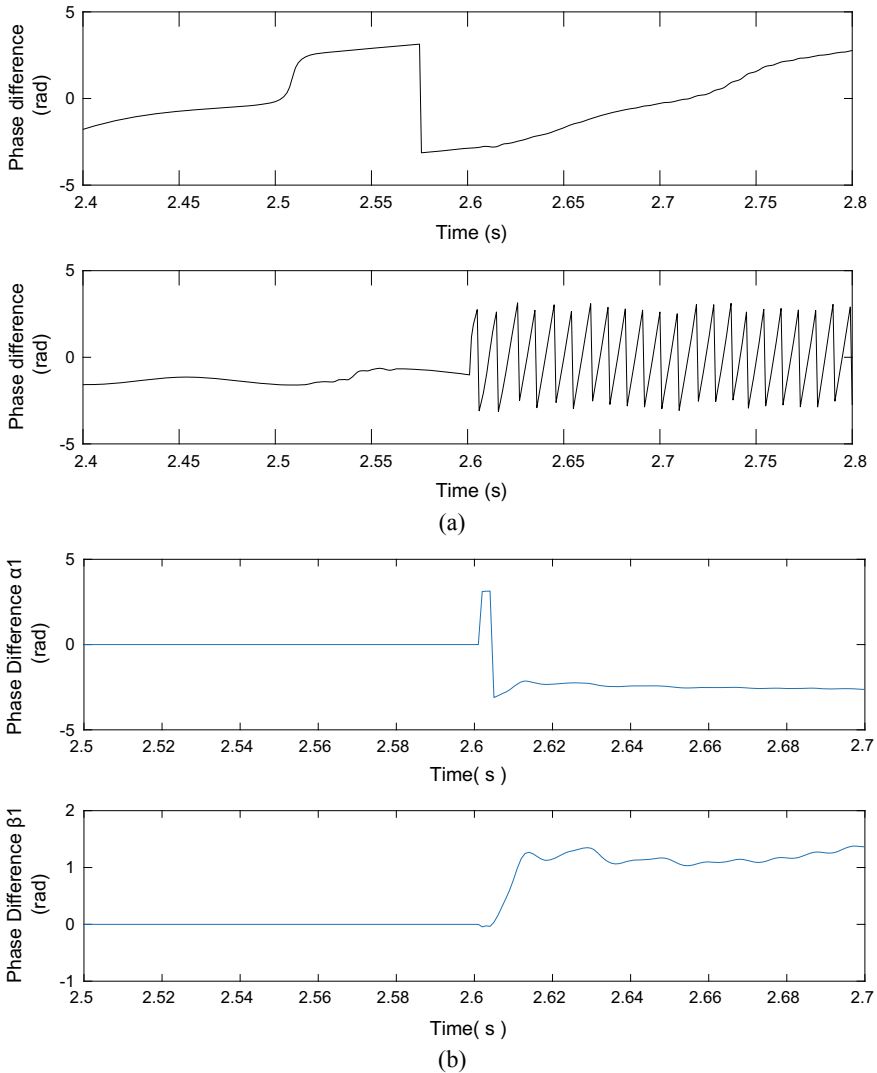 Phase difference
(rad)
5
0
-5
2.4 2.45 2.5 2.55 2.6 2.65 2.7 2.75 2.8
Time (s)
Phase difference
(rad)
5
0
-5
2.4 2.45 2.5 2.55 2.6 2.65 2.7 2.75 2.8
Time (s)
(a)
Phase Difference α1
(rad)
5
0
-5
2.5 2.52 2.54 2.56 2.58 2.6 2.62 2.64 2.66 2.68 2.7
Time( s )
Phase Difference β1
(rad)
2
1
0
-1
2.5 2.52 2.54 2.56 2.58 2.6 2.62 2.64 2.66 2.68 2.7
Time( s )
(b)